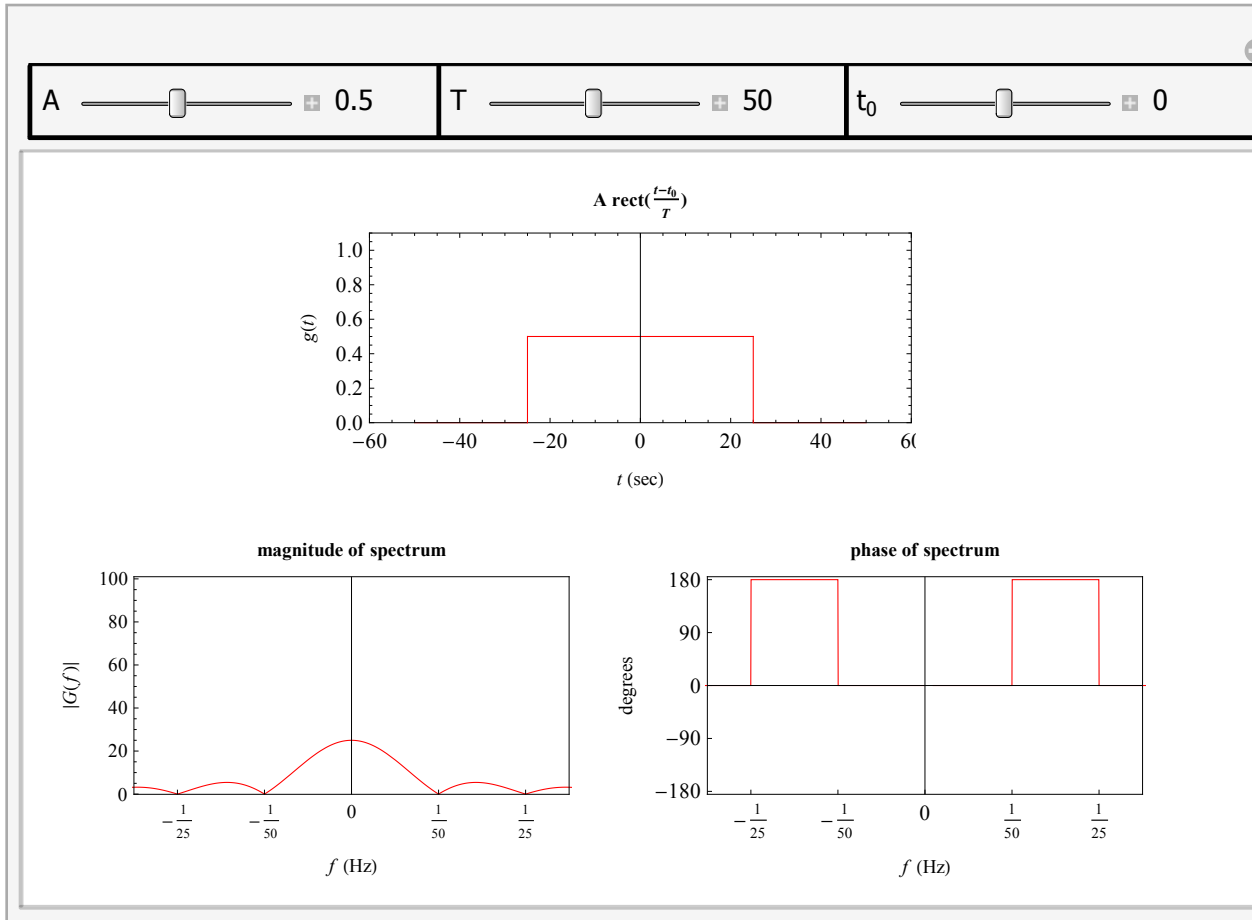 A 0.5 T 50 t₀ 0
A rect((t−t₀)/T)
1.0
0.8
0.6
0.4
0.2
0.0
g(t)
−60 −40 −20 0 20 40
t (sec)
magnitude of spectrum
100
80
60
40
20
0
|G(f)|
−1/25 −1/50 0 1/50 1/25
f (Hz)
phase of spectrum
180
90
0
−90
−180
degrees
−1/25 −1/50 0 1/50 1/25
f (Hz)